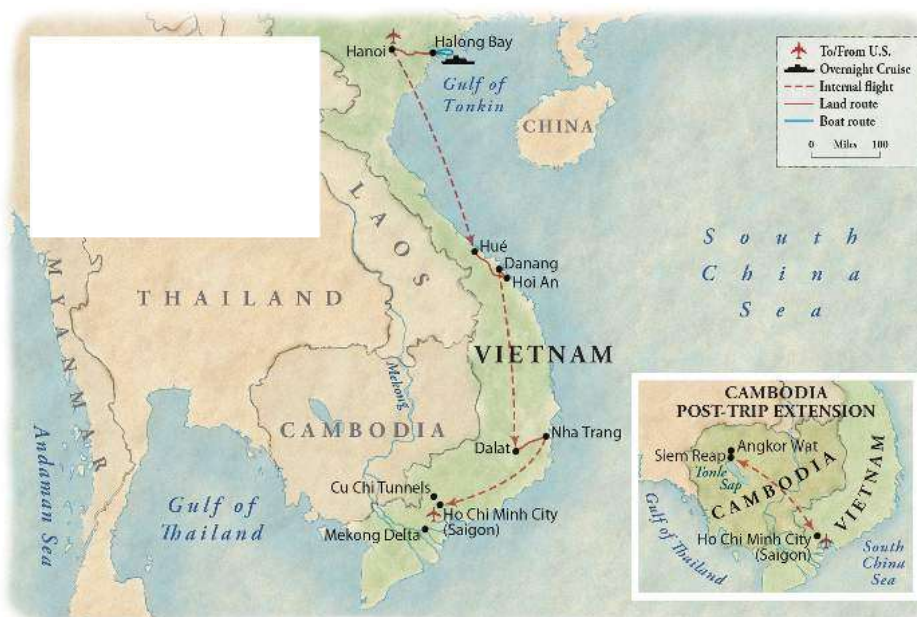 Hanoi
Halong Bay
Gulf of
Tonkin
CHINA
To/From U.S.
Overnight Cruise
Internal flight
Land route
Boat route
0 Miles 100
LAOS
Hué
Danang
Hoi An
South
China
Sea
MYANMAR
THAILAND
VIETNAM
Mekong
CAMBODIA
Dalat
Nha Trang
Andaman Sea
Gulf of
Thailand
Cu Chi Tunnels
Ho Chi Minh City
(Saigon)
Mekong Delta
CAMBODIA
POST-TRIP EXTENSION
Angkor Wat
Siem Reap
Tonle
Sap
CAMBODIA
VIETNAM
Gulf of Thailand
Ho Chi Minh City
(Saigon)
South
China
Sea